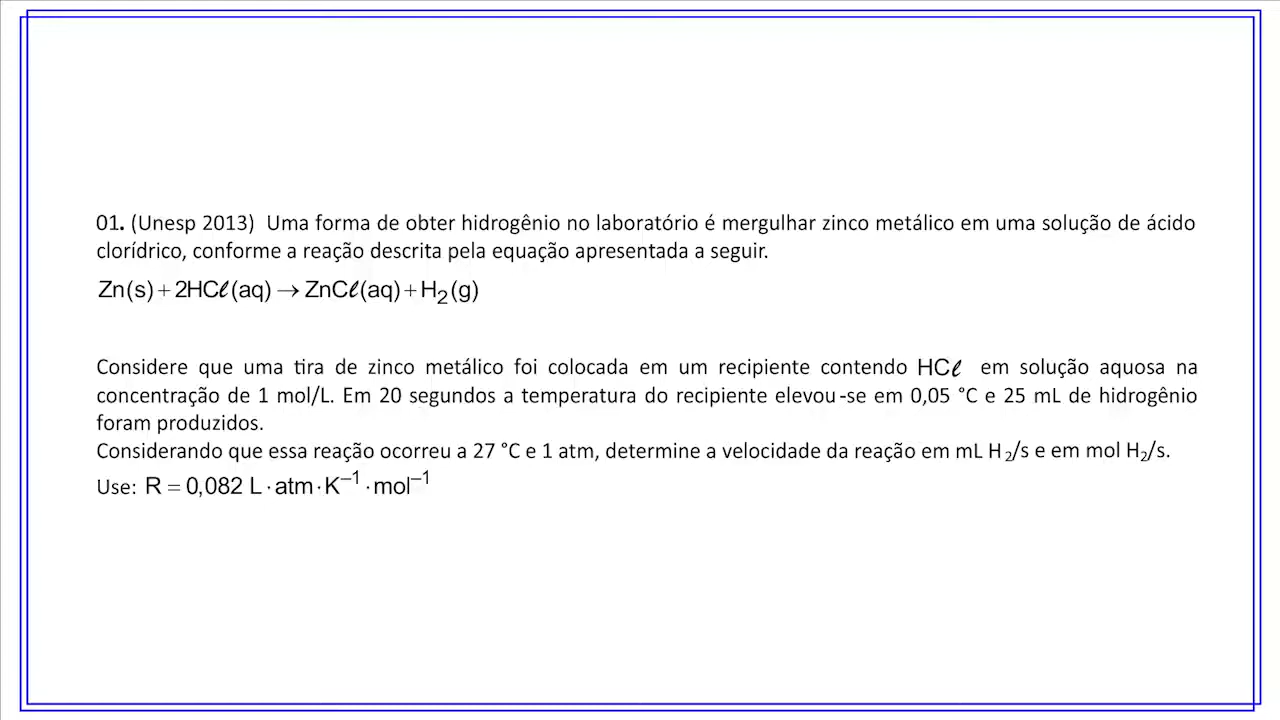 01. (Unesp 2013) Uma forma de obter hidrogênio no laboratório é mergulhar zinco metálico em uma solução de ácido
clorídrico, conforme a reação descrita pela equação apresentada a seguir.
Zn(s) + 2HCℓ(aq) → ZnCℓ(aq) + H₂(g)
Considere que uma tira de zinco metálico foi colocada em um recipiente contendo HCℓ em solução aquosa na
concentração de 1 mol/L. Em 20 segundos a temperatura do recipiente elevou-se em 0,05 °C e 25 mL de hidrogênio
foram produzidos.
Considerando que essa reação ocorreu a 27 °C e 1 atm, determine a velocidade da reação em mL H₂/s e em mol H₂/s.
Use: R = 0,082 L · atm · K⁻¹ · mol⁻¹